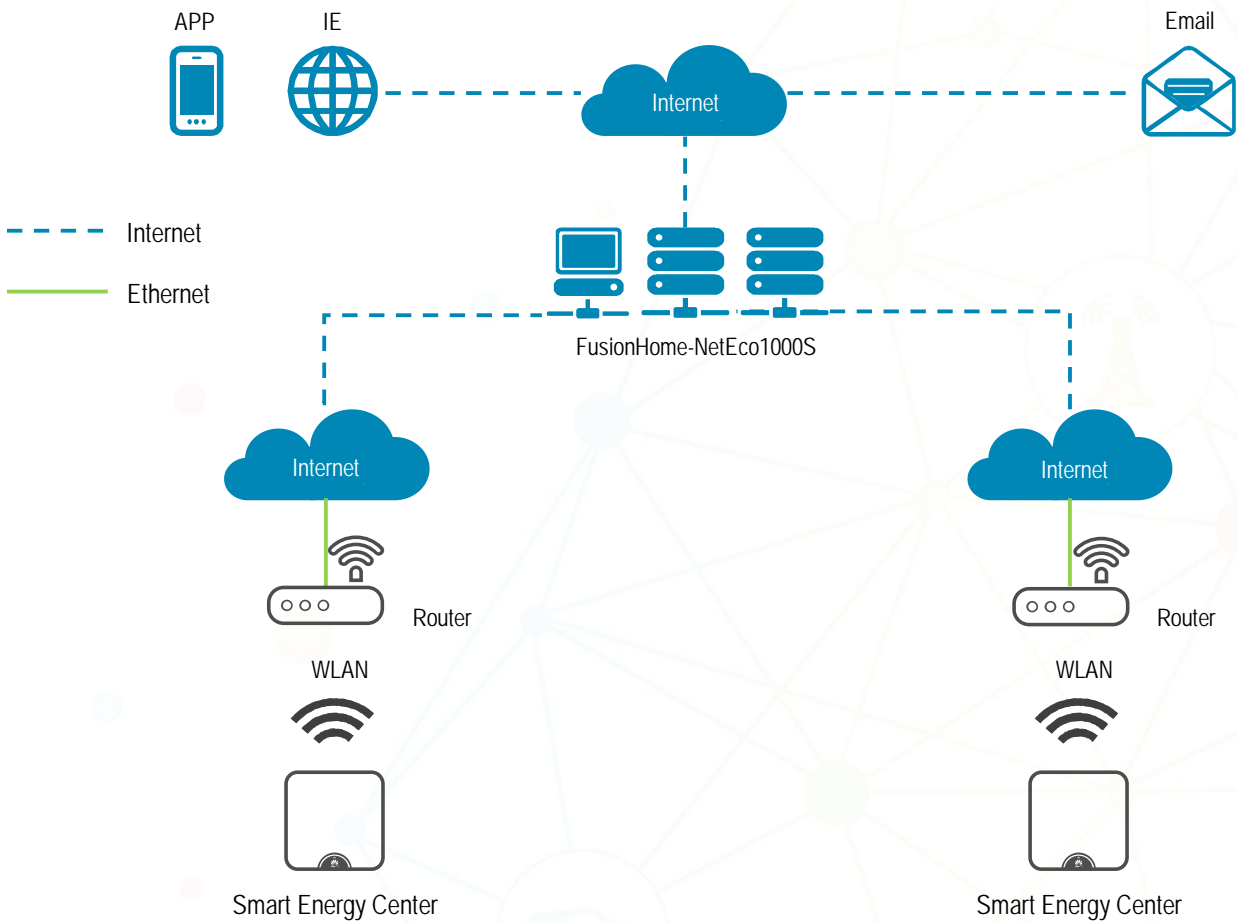 APP
IE
Email
Internet
Internet
Ethernet
FusionHome-NetEco1000S
Internet
Internet
Router
Router
WLAN
WLAN
Smart Energy Center
Smart Energy Center